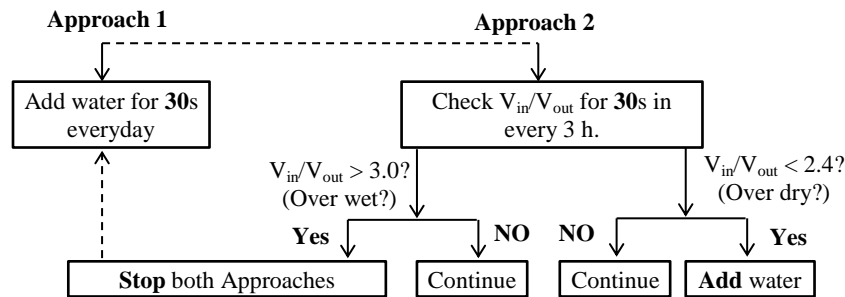 Approach 1
Approach 2
Add water for 30s
everyday
Check Vin/Vout for 30s in
every 3 h.
Vin/Vout > 3.0?
(Over wet?)
Vin/Vout < 2.4?
(Over dry?)
Yes
NO
NO
Yes
Stop both Approaches
Continue
Continue
Add water